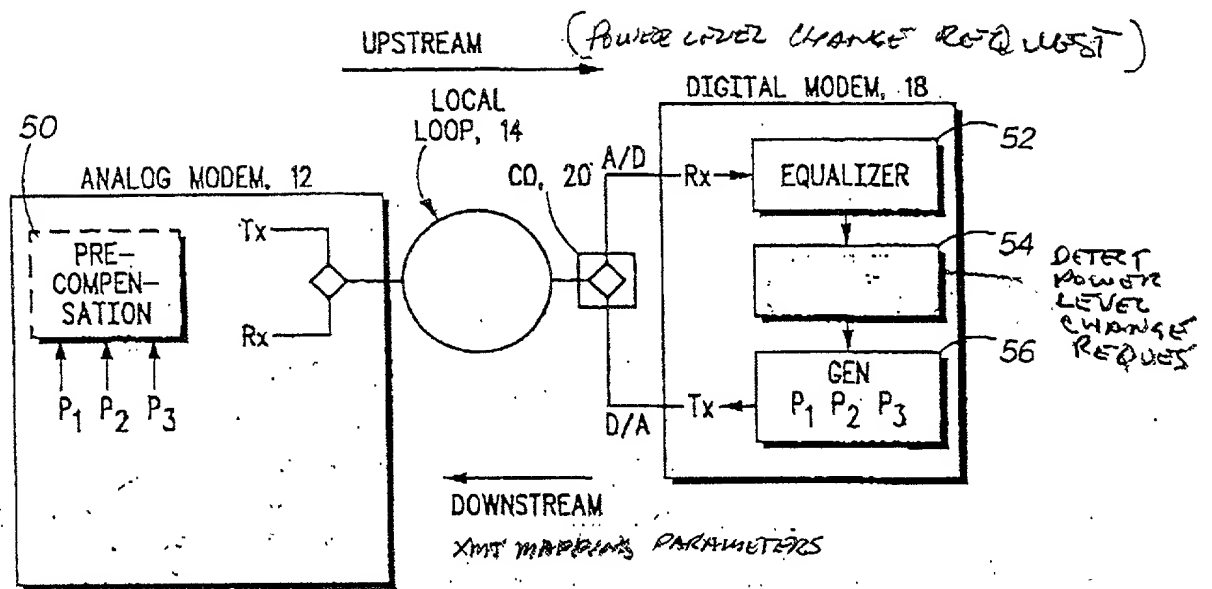 UPSTREAM (POWER LEVEL CHANGE REQUEST)
DIGITAL MODEM, 18
LOCAL
LOOP, 14
50
ANALOG MODEM, 12
CO, 20
A/D
Rx
EQUALIZER
52
PRE-
COMPEN-
SATION
Tx
Rx
P1 P2 P3
54
DETECT
POWER
LEVEL
CHANGE
REQUES
GEN
P1 P2 P3
56
Tx
D/A
DOWNSTREAM
XMT MAPPING PARAMETERS